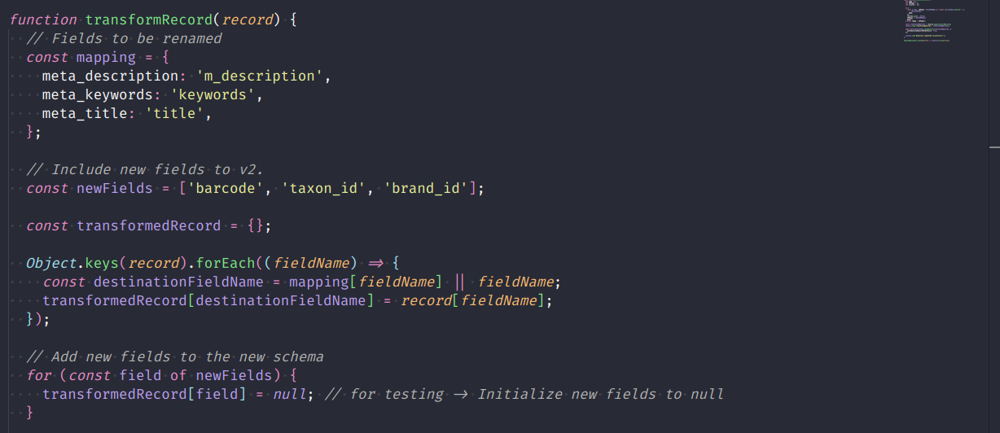 function transformRecord(record) {
  // Fields to be renamed
  const mapping = {
    meta_description: 'm_description',
    meta_keywords: 'keywords',
    meta_title: 'title',
  };

  // Include new fields to v2.
  const newFields = ['barcode', 'taxon_id', 'brand_id'];

  const transformedRecord = {};

  Object.keys(record).forEach((fieldName) => {
    const destinationFieldName = mapping[fieldName] || fieldName;
    transformedRecord[destinationFieldName] = record[fieldName];
  });

  // Add new fields to the new schema
  for (const field of newFields) {
    transformedRecord[field] = null; // for testing -> Initialize new fields to null
  }